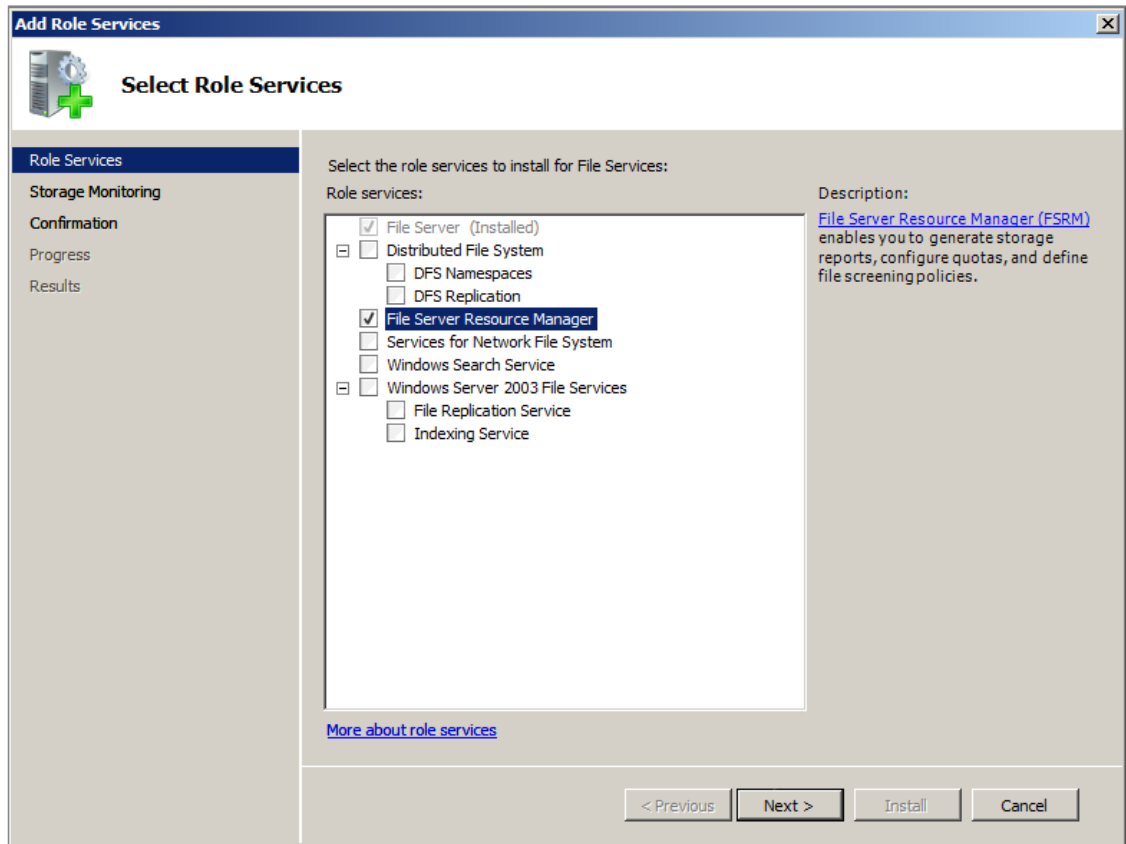 Add Role Services
Select Role Services
Role Services
Storage Monitoring
Confirmation
Progress
Results
Select the role services to install for File Services:
Role services:
File Server (Installed)
Distributed File System
DFS Namespaces
DFS Replication
File Server Resource Manager
Services for Network File System
Windows Search Service
Windows Server 2003 File Services
File Replication Service
Indexing Service
More about role services
Description:
File Server Resource Manager (FSRM)
enables you to generate storage
reports, configure quotas, and define
file screening policies.
< Previous
Next >
Install
Cancel